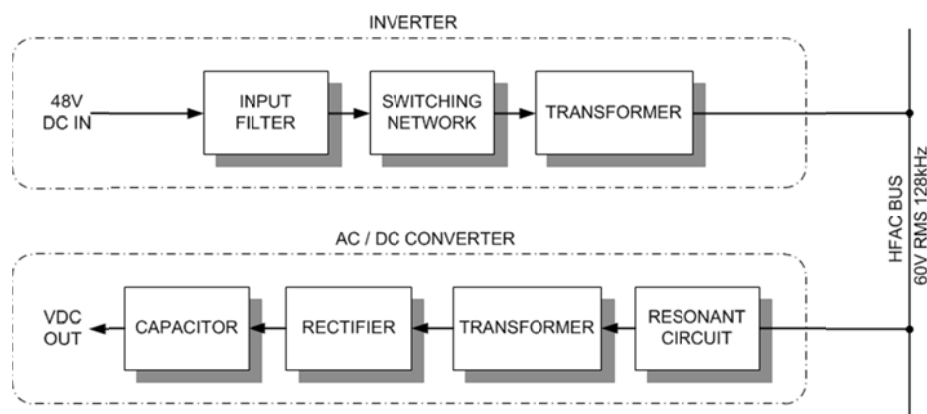 INVERTER
48V
DC IN
INPUT
FILTER
SWITCHING
NETWORK
TRANSFORMER
HFAC BUS
60V RMS 128kHz
AC / DC CONVERTER
VDC
OUT
CAPACITOR
RECTIFIER
TRANSFORMER
RESONANT
CIRCUIT